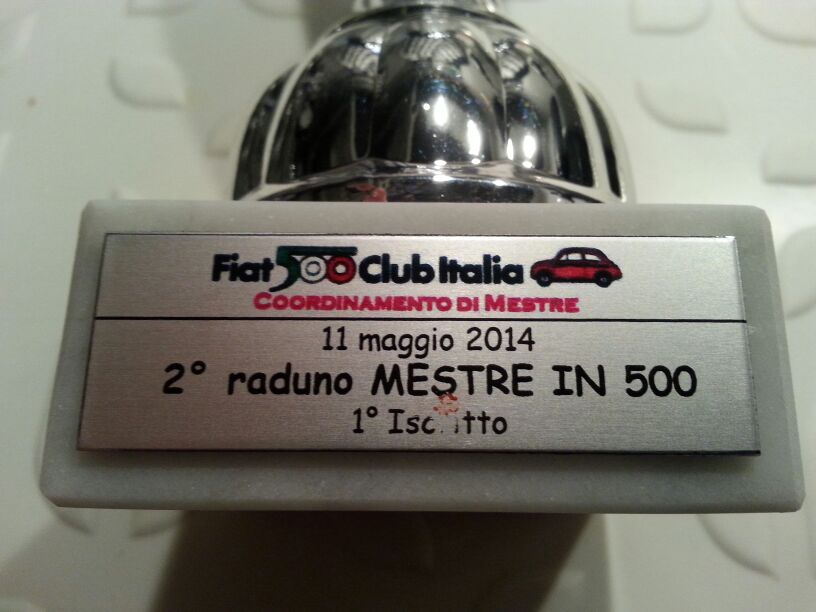 Fiat 500 Club Italia
COORDINAMENTO DI MESTRE
11 maggio 2014
2° raduno MESTRE IN 500
1°